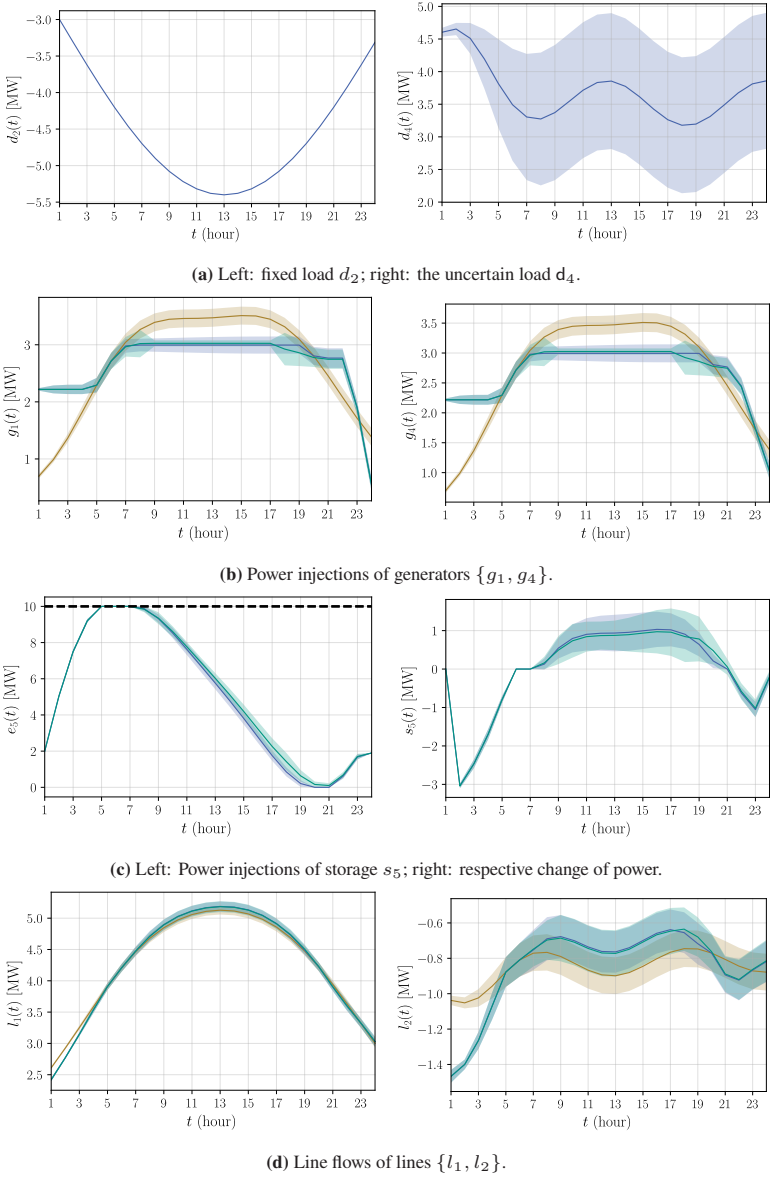 −3.0
−3.5
−4.0
−4.5
−5.0
−5.5
d₂(t) [MW]
1 3 5 7 9 11 13 15 17 19 21 23
t (hour)
5.0
4.5
4.0
3.5
3.0
2.5
2.0
d₄(t) [MW]
1 3 5 7 9 11 13 15 17 19 21 23
t (hour)
(a) Left: fixed load d₂; right: the uncertain load d₄.
3
2
1
g₁(t) [MW]
1 3 5 7 9 11 13 15 17 19 21 23
t (hour)
3.5
3.0
2.5
2.0
1.5
1.0
g₄(t) [MW]
1 3 5 7 9 11 13 15 17 19 21 23
t (hour)
(b) Power injections of generators {g₁, g₄}.
10
8
6
4
2
0
e₅(t) [MW]
1 3 5 7 9 11 13 15 17 19 21 23
t (hour)
1
0
−1
−2
−3
s₅(t) [MW]
1 3 5 7 9 11 13 15 17 19 21 23
t (hour)
(c) Left: Power injections of storage s₅; right: respective change of power.
5.0
4.5
4.0
3.5
3.0
2.5
l₁(t) [MW]
1 3 5 7 9 11 13 15 17 19 21 23
t (hour)
−0.6
−0.8
−1.0
−1.2
−1.4
l₂(t) [MW]
1 3 5 7 9 11 13 15 17 19 21 23
t (hour)
(d) Line flows of lines {l₁, l₂}.